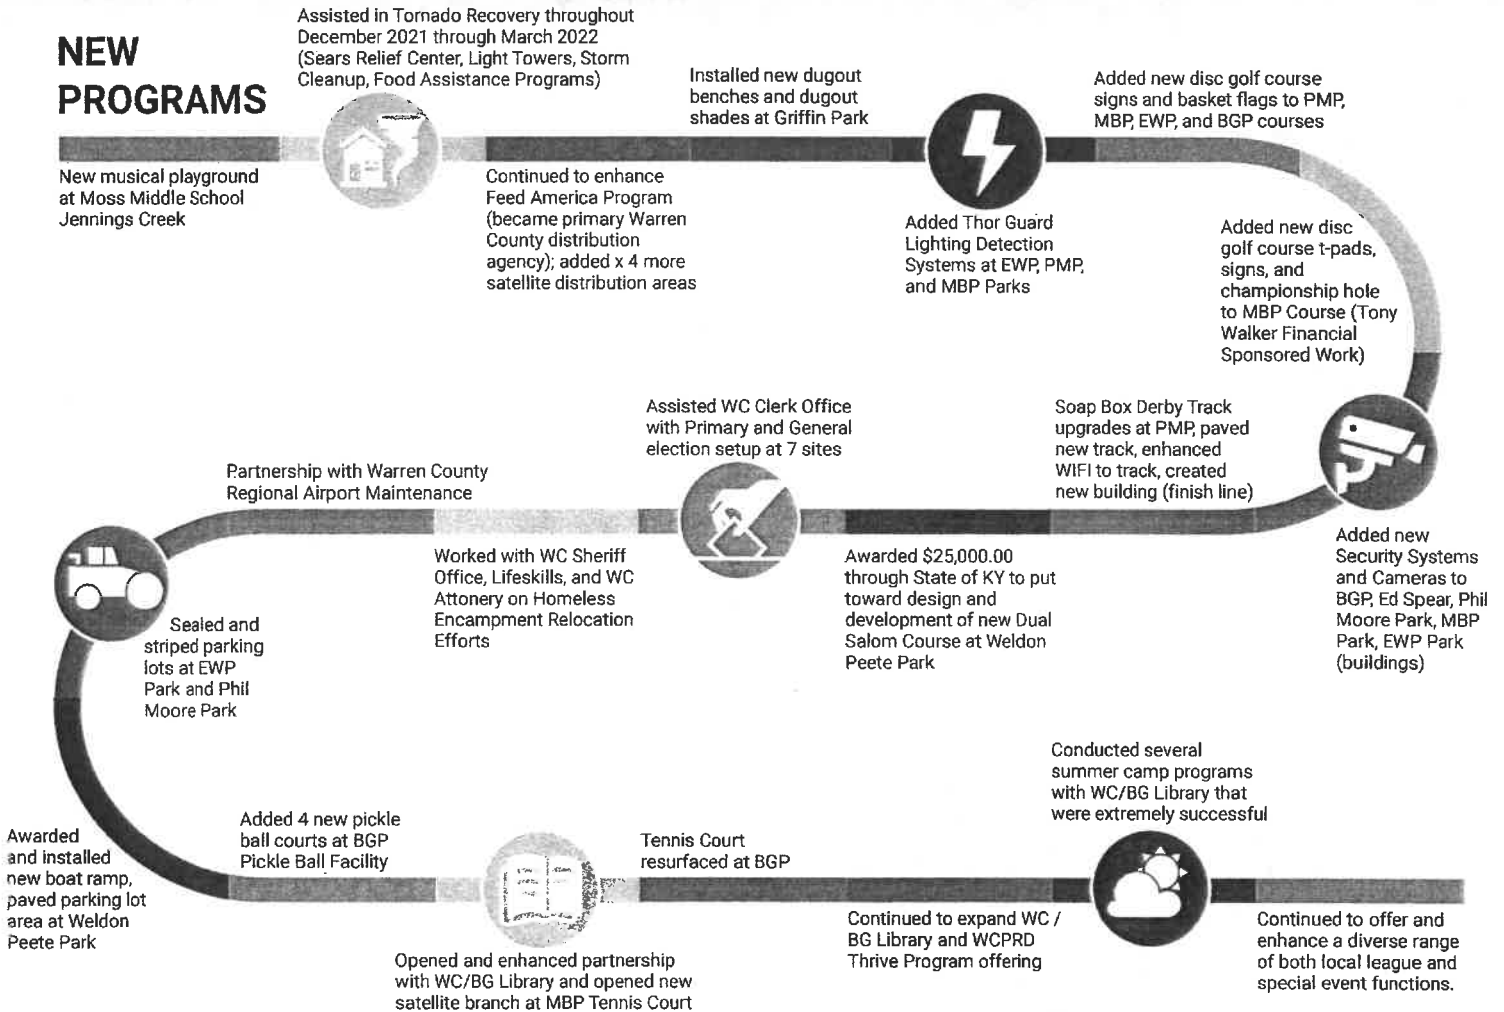 NEW
PROGRAMS
New musical playground
at Moss Middle School
Jennings Creek
Assisted in Tornado Recovery throughout
December 2021 through March 2022
(Sears Relief Center, Light Towers, Storm
Cleanup, Food Assistance Programs)
Continued to enhance
Feed America Program
(became primary Warren
County distribution
agency); added x 4 more
satellite distribution areas
Installed new dugout
benches and dugout
shades at Griffin Park
Added Thor Guard
Lighting Detection
Systems at EWP, PMP,
and MBP Parks
Added new disc golf course
signs and basket flags to PMP,
MBP, EWP, and BGP courses
Added new disc
golf course t-pads,
signs, and
championship hole
to MBP Course (Tony
Walker Financial
Sponsored Work)
Added new
Security Systems
and Cameras to
BGP, Ed Spear, Phil
Moore Park, MBP
Park, EWP Park
(buildings)
Soap Box Derby Track
upgrades at PMP, paved
new track, enhanced
WIFI to track, created
new building (finish line)
Awarded $25,000.00
through State of KY to put
toward design and
development of new Dual
Salom Course at Weldon
Peete Park
Assisted WC Clerk Office
with Primary and General
election setup at 7 sites
Worked with WC Sheriff
Office, Lifeskills, and WC
Attonery on Homeless
Encampment Relocation
Efforts
Partnership with Warren County
Regional Airport Maintenance
Sealed and
striped parking
lots at EWP
Park and Phil
Moore Park
Awarded
and installed
new boat ramp,
paved parking lot
area at Weldon
Peete Park
Added 4 new pickle
ball courts at BGP
Pickle Ball Facility
Opened and enhanced partnership
with WC/BG Library and opened new
satellite branch at MBP Tennis Court
Tennis Court
resurfaced at BGP
Continued to expand WC /
BG Library and WCPRD
Thrive Program offering
Conducted several
summer camp programs
with WC/BG Library that
were extremely successful
Continued to offer and
enhance a diverse range
of both local league and
special event functions.